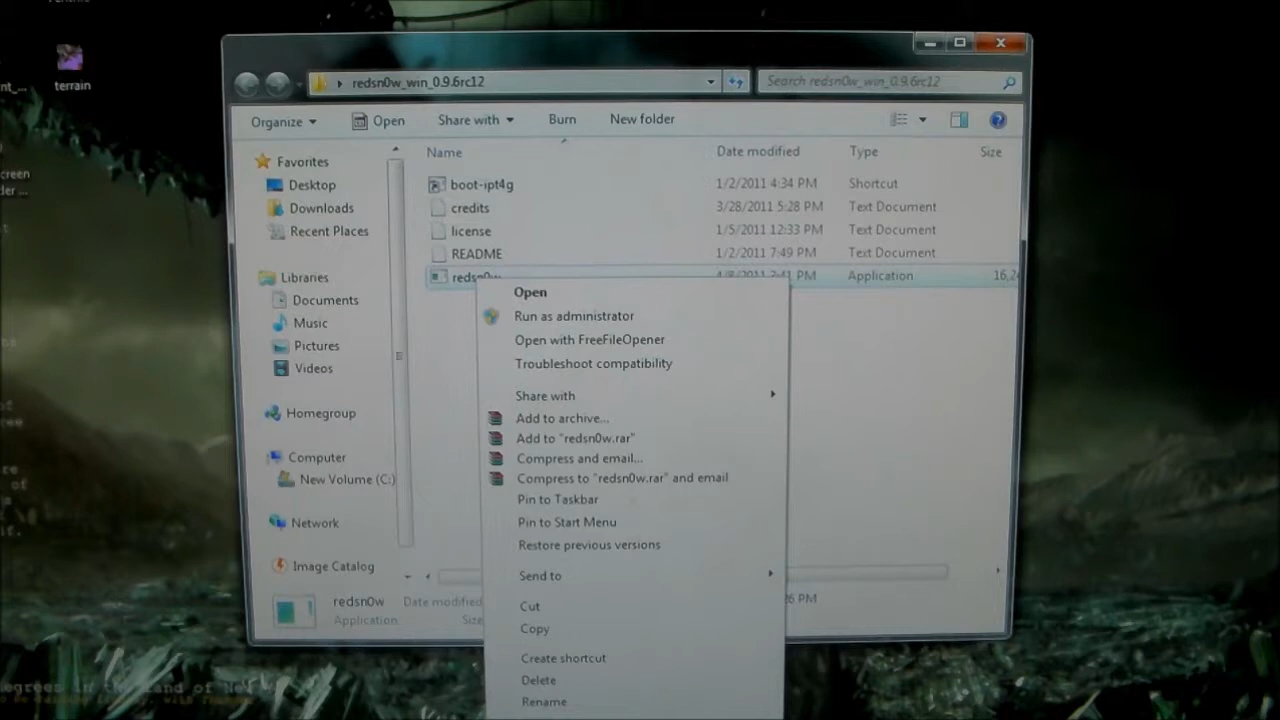 terrain
redsn0w_win_0.9.6rc12
Search redsn0w_win_0.9.6rc12
Organize
Open
Share with
Burn
New folder
Name
Date modified
Type
Size
Favorites
Desktop
Downloads
Recent Places
Libraries
Documents
Music
Pictures
Videos
Homegroup
Computer
New Volume (C:)
Network
Image Catalog
boot-ipt4g 1/2/2011 4:34 PM Shortcut
credits 3/28/2011 5:28 PM Text Document
license 1/5/2011 12:33 PM Text Document
README 1/2/2011 7:49 PM Text Document
redsn0w PM Application
Open
Run as administrator
Open with FreeFileOpener
Troubleshoot compatibility
Share with
Add to archive...
Add to "redsn0w.rar"
Compress and email...
Compress to "redsn0w.rar" and email
Pin to Taskbar
Pin to Start Menu
Restore previous versions
Send to
Cut
Copy
Create shortcut
Delete
Rename
redsn0w Date modified PM
Application